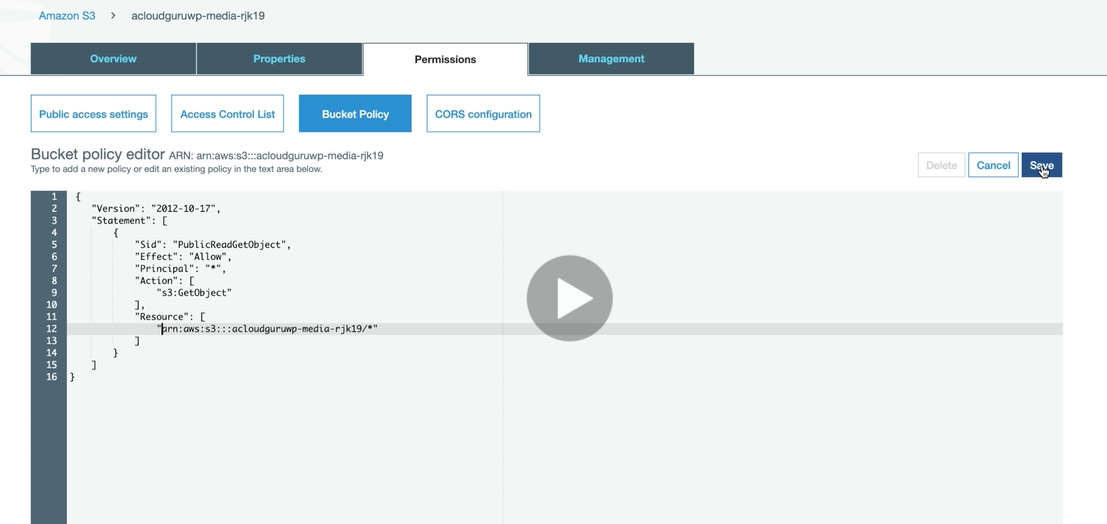 Amazon S3 > acloudguruwp-media-rjk19
Overview Properties Permissions Management
Public access settings Access Control List Bucket Policy CORS configuration
Bucket policy editor ARN: arn:aws:s3:::acloudguruwp-media-rjk19
Type to add a new policy or edit an existing policy in the text area below.
Delete Cancel Save
1 {
2 "Version": "2012-10-17",
3 "Statement": [
4 {
5 "Sid": "PublicReadGetObject",
6 "Effect": "Allow",
7 "Principal": "*",
8 "Action": [
9 "s3:GetObject"
10 ],
11 "Resource": [
12 "arn:aws:s3:::acloudguruwp-media-rjk19/*"
13 ]
14 }
15 ]
16 }